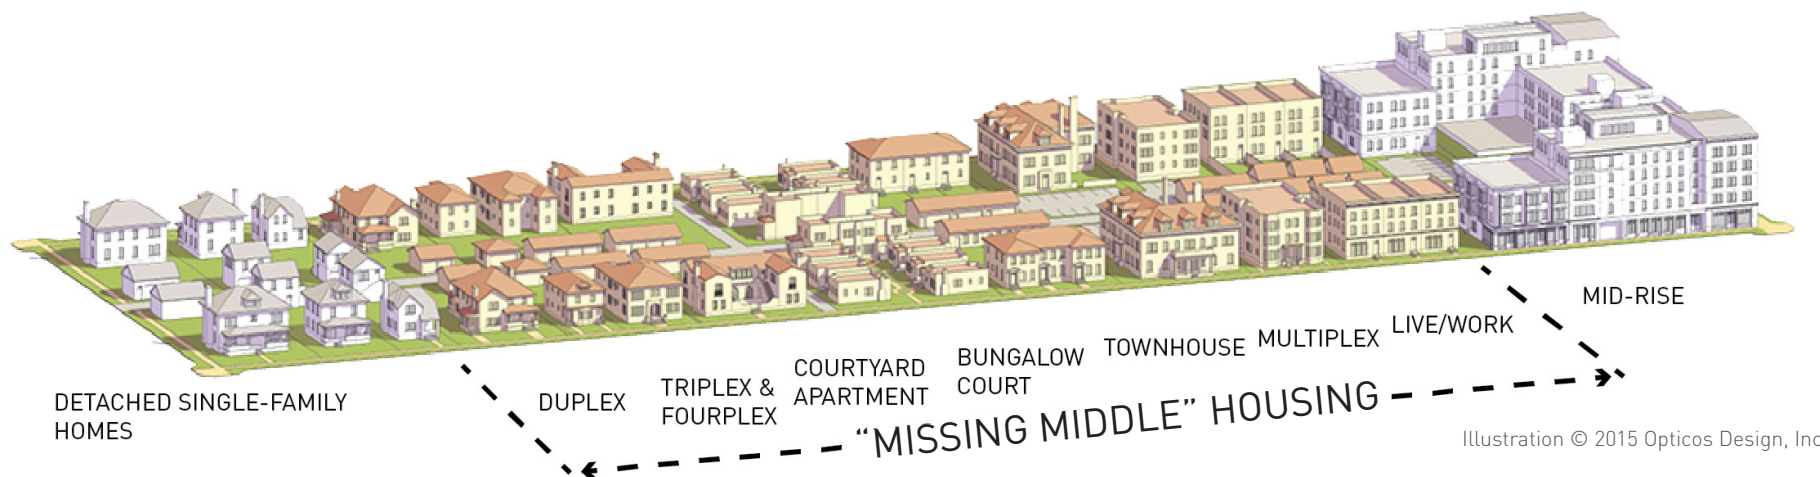 DETACHED SINGLE-FAMILY
HOMES
DUPLEX
TRIPLEX &
FOURPLEX
COURTYARD
APARTMENT
BUNGALOW
COURT
TOWNHOUSE
MULTIPLEX
LIVE/WORK
MID-RISE
“MISSING MIDDLE” HOUSING
Illustration © 2015 Opticos Design, Inc